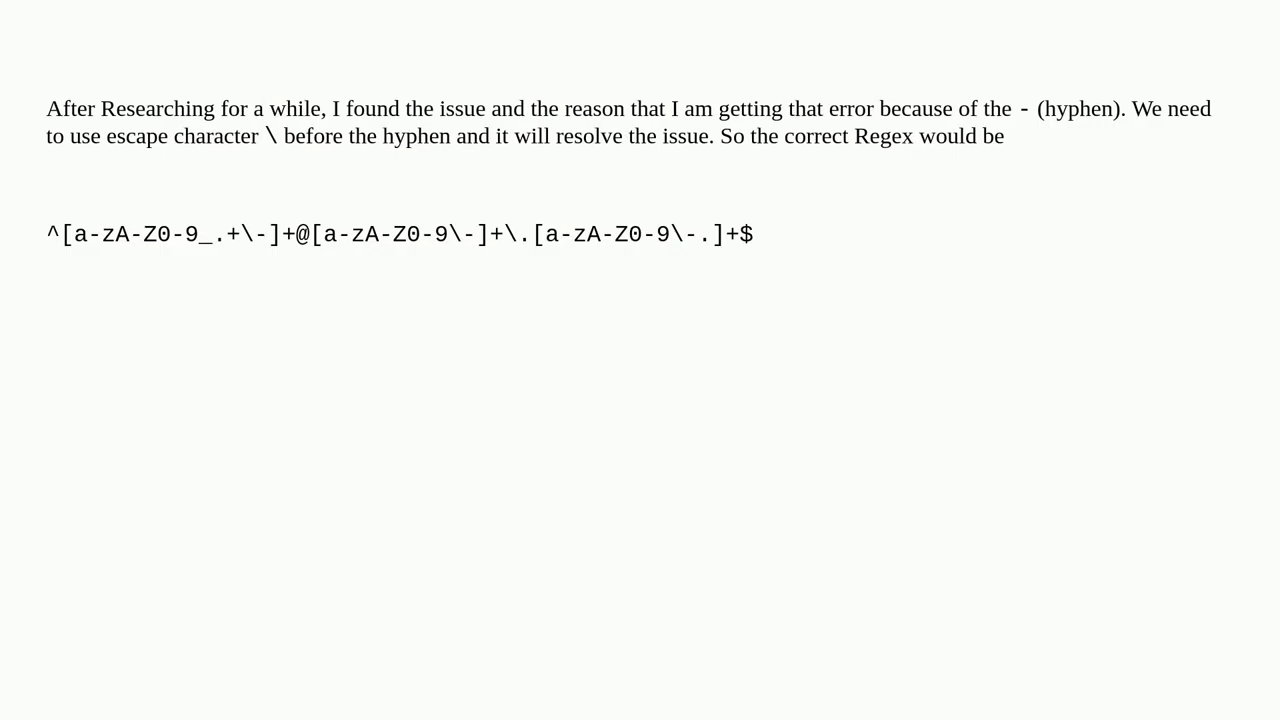 After Researching for a while, I found the issue and the reason that I am getting that error because of the - (hyphen). We need
to use escape character \ before the hyphen and it will resolve the issue. So the correct Regex would be
^[a-zA-Z0-9_.+\-]+@[a-zA-Z0-9\-]+\.[a-zA-Z0-9\-.]+$